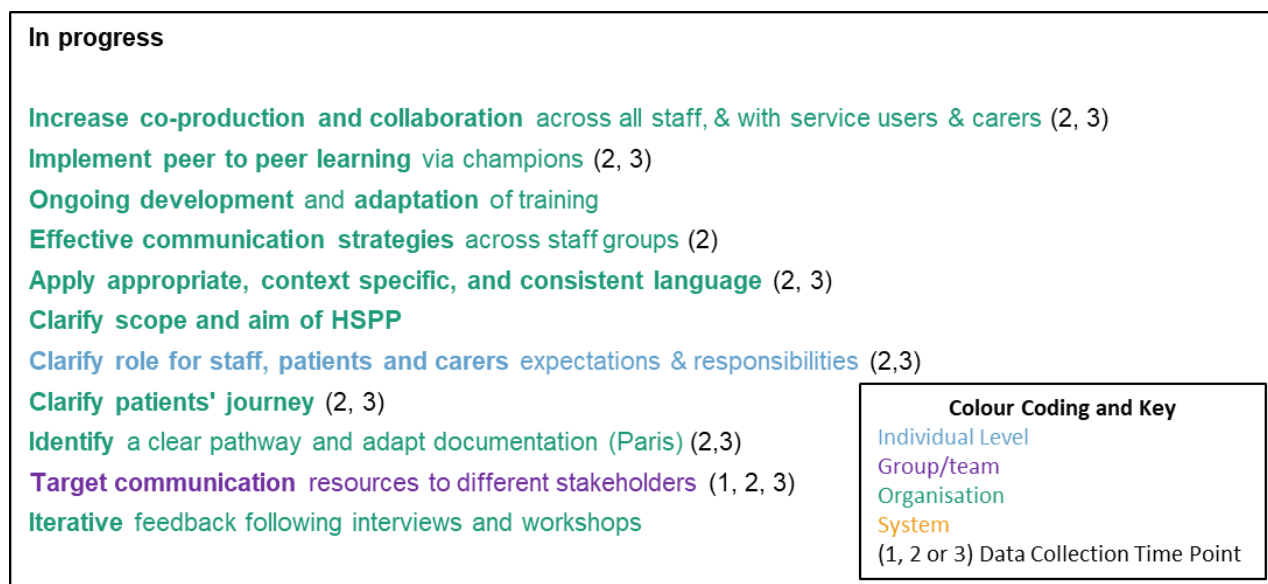 In progress
Increase co-production and collaboration across all staff, & with service users & carers (2, 3)
Implement peer to peer learning via champions (2, 3)
Ongoing development and adaptation of training
Effective communication strategies across staff groups (2)
Apply appropriate, context specific, and consistent language (2, 3)
Clarify scope and aim of HSPP
Clarify role for staff, patients and carers expectations & responsibilities (2,3)
Clarify patients' journey (2, 3)
Identify a clear pathway and adapt documentation (Paris) (2,3)
Target communication resources to different stakeholders (1, 2, 3)
Iterative feedback following interviews and workshops
Colour Coding and Key
Individual Level
Group/team
Organisation
System
(1, 2 or 3) Data Collection Time Point